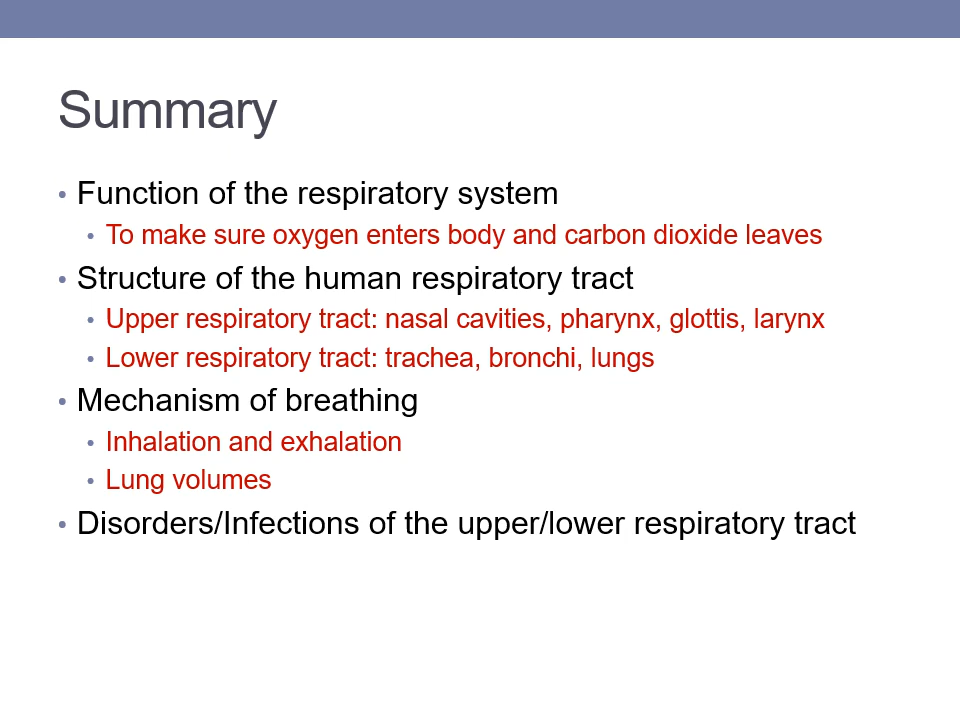 Summary
• Function of the respiratory system
• To make sure oxygen enters body and carbon dioxide leaves
• Structure of the human respiratory tract
• Upper respiratory tract: nasal cavities, pharynx, glottis, larynx
• Lower respiratory tract: trachea, bronchi, lungs
• Mechanism of breathing
• Inhalation and exhalation
• Lung volumes
• Disorders/Infections of the upper/lower respiratory tract